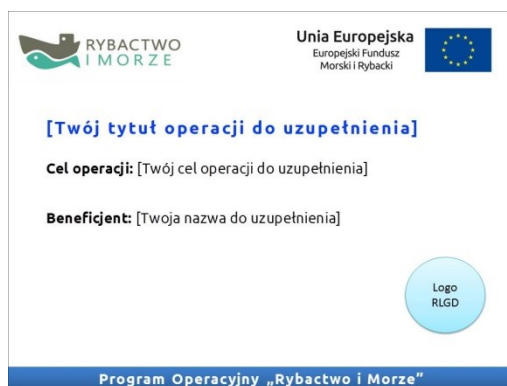 RYBACTWO
I MORZE
Unia Europejska
Europejski Fundusz
Morski i Rybacki
[Twój tytuł operacji do uzupełnienia]
Cel operacji: [Twój cel operacji do uzupełnienia]
Beneficjent: [Twoja nazwa do uzupełnienia]
Logo
RLGD
Program Operacyjny „Rybactwo i Morze”